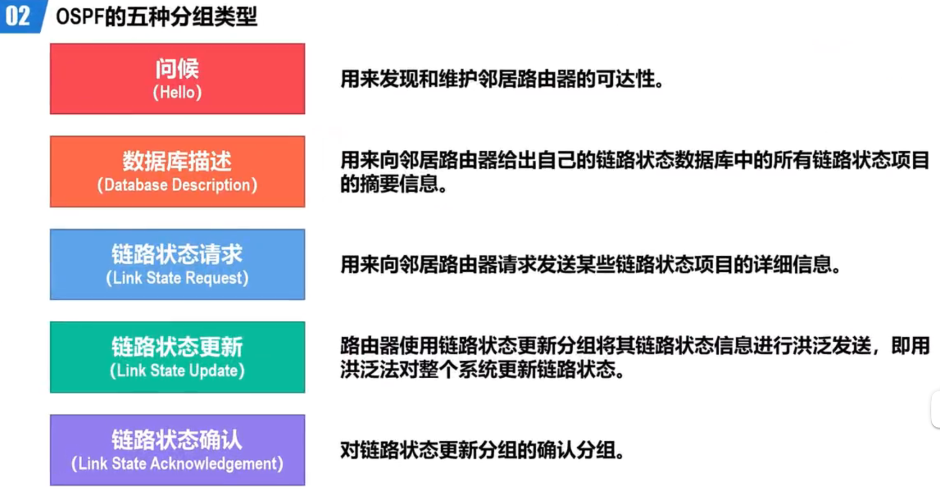 02 OSPF的五种分组类型
问候
（Hello）
用来发现和维护邻居路由器的可达性。
数据库描述
（Database Description）
用来向邻居路由器给出自己的链路状态数据库中的所有链路状态项目
的摘要信息。
链路状态请求
（Link State Request）
用来向邻居路由器请求发送某些链路状态项目的详细信息。
链路状态更新
（Link State Update）
路由器使用链路状态更新分组将其链路状态信息进行洪泛发送，即用
洪泛法对整个系统更新链路状态。
链路状态确认
（Link State Acknowledgement）
对链路状态更新分组的确认分组。